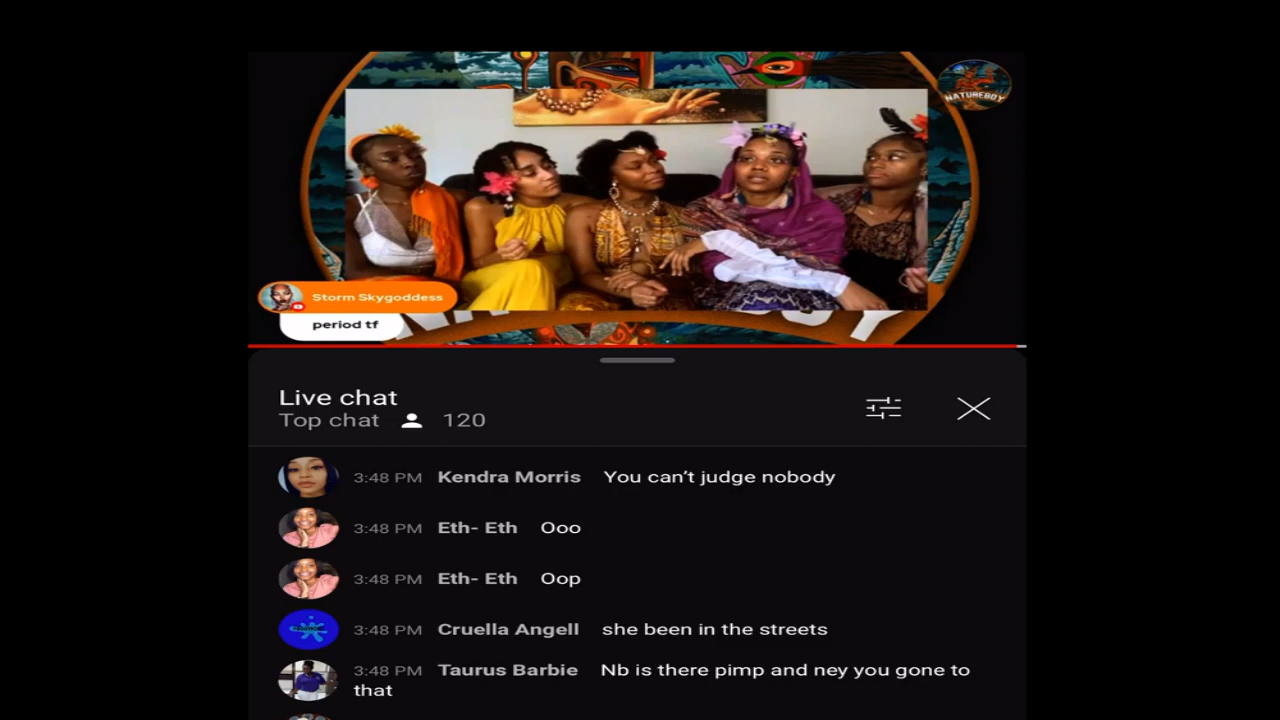 NATUREBOY
Storm Skygoddess
period tf
Live chat
Top chat 120
3:48 PM Kendra Morris You can't judge nobody
3:48 PM Eth- Eth Ooo
3:48 PM Eth- Eth Oop
3:48 PM Cruella Angell she been in the streets
3:48 PM Taurus Barbie Nb is there pimp and ney you gone to
that